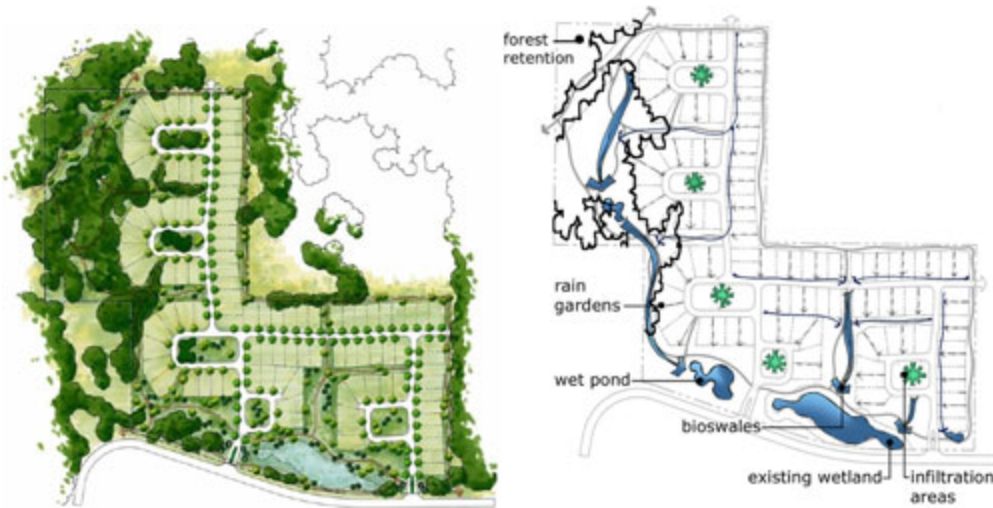 forest
retention
rain
gardens
wet pond
bioswales
existing wetland
infiltration
areas